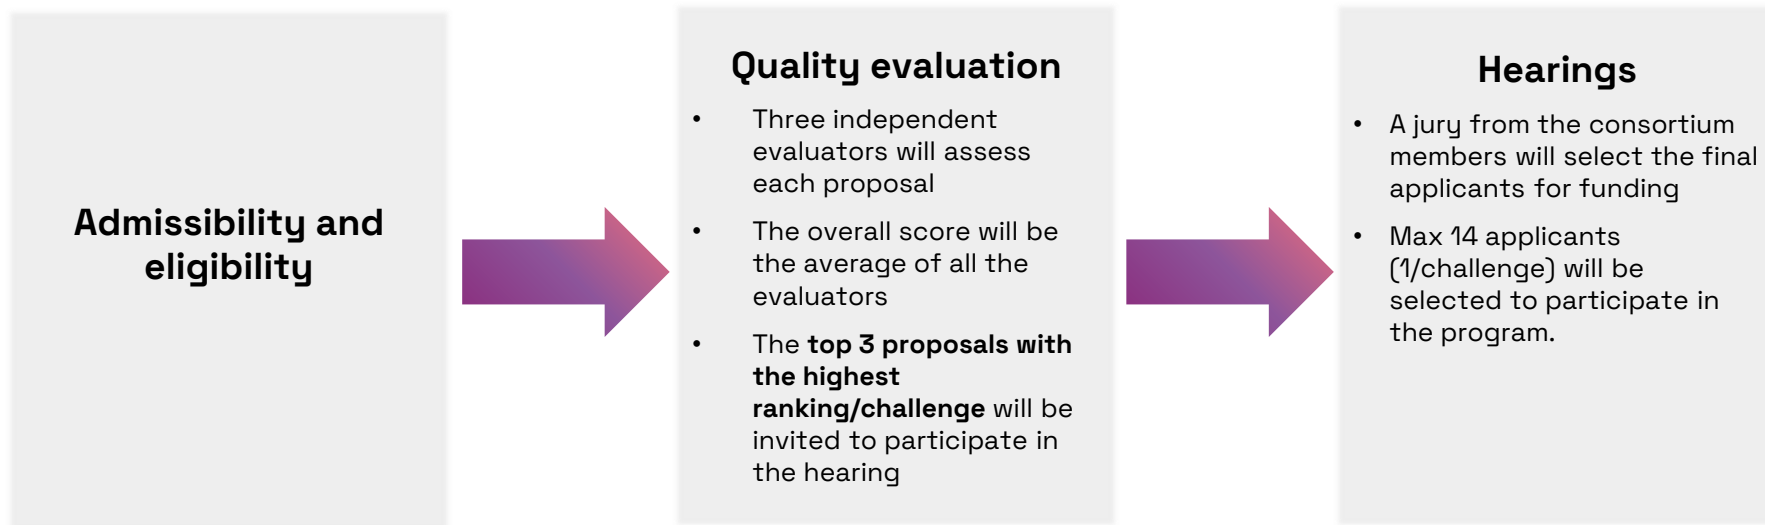 Admissibility and
eligibility
Quality evaluation
• Three independent
evaluators will assess
each proposal
• The overall score will be
the average of all the
evaluators
• The top 3 proposals with
the highest
ranking/challenge will be
invited to participate in
the hearing
Hearings
• A jury from the consortium
members will select the final
applicants for funding
• Max 14 applicants
(1/challenge) will be
selected to participate in
the program.